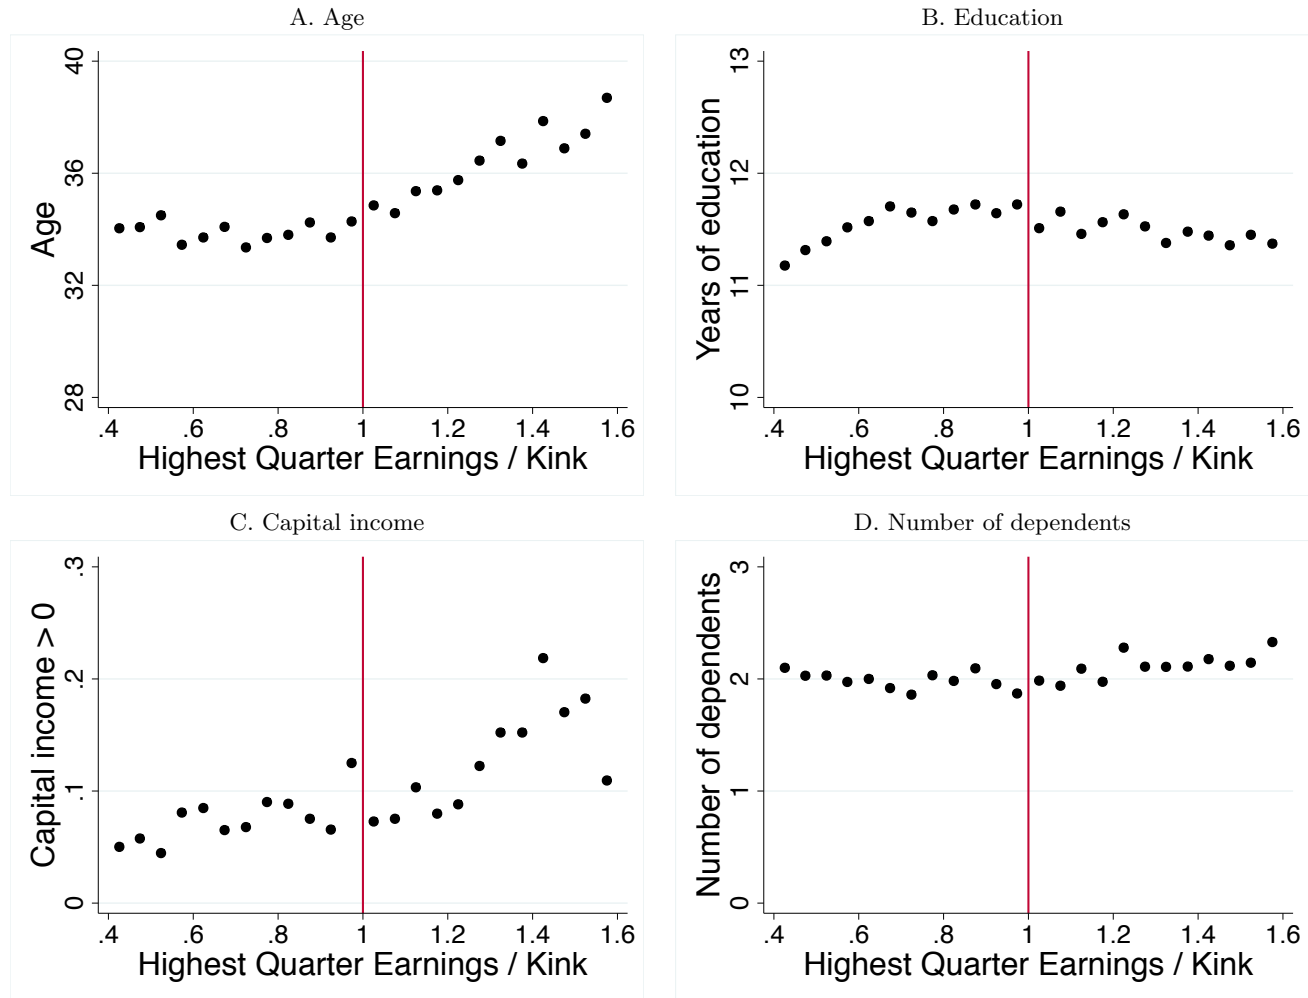 A. Age
40
36
32
28
Age
.4 .6 .8 1 1.2 1.4 1.6
Highest Quarter Earnings / Kink
B. Education
13
12
11
10
Years of education
.4 .6 .8 1 1.2 1.4 1.6
Highest Quarter Earnings / Kink
C. Capital income
.3
.2
.1
0
Capital income > 0
.4 .6 .8 1 1.2 1.4 1.6
Highest Quarter Earnings / Kink
D. Number of dependents
3
2
1
0
Number of dependents
.4 .6 .8 1 1.2 1.4 1.6
Highest Quarter Earnings / Kink